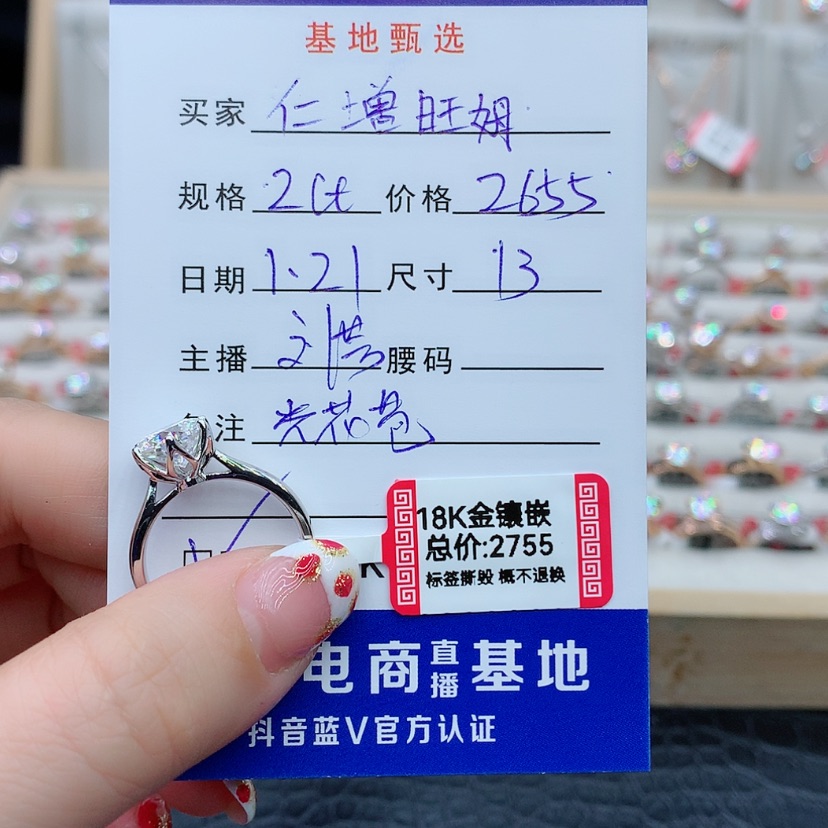 基地甄选
买家 仁增旺姆
规格 2ct 价格 2655
日期 1.21 尺寸 13
主播 腰码
注
18K金镶嵌
总价:2755
标签撕毁 概不退换
电商直播基地
抖音蓝V官方认证